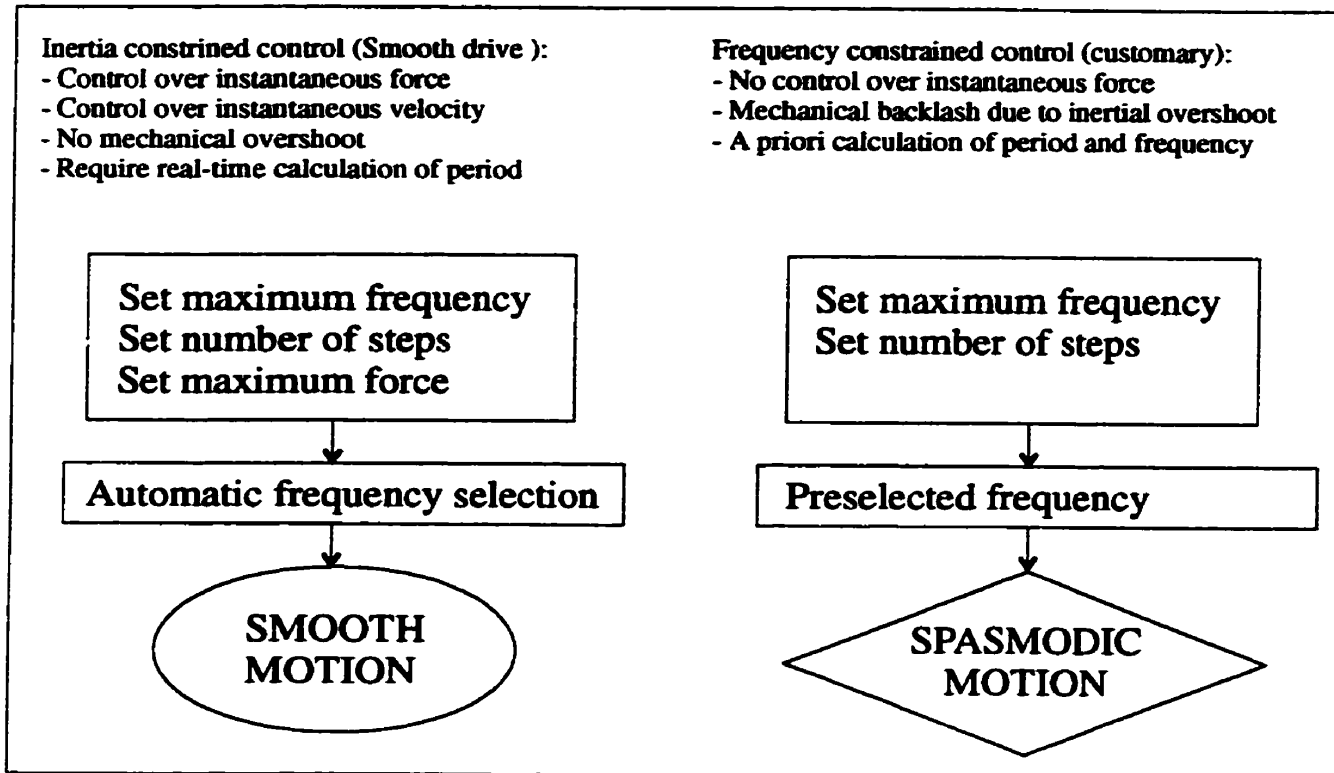 Inertia constrined control (Smooth drive ):
- Control over instantaneous force
- Control over instantaneous velocity
- No mechanical overshoot
- Require real-time calculation of period
Frequency constrained control (customary):
- No control over instantaneous force
- Mechanical backlash due to inertial overshoot
- A priori calculation of period and frequency
Set maximum frequency
Set number of steps
Set maximum force
Automatic frequency selection
SMOOTH
MOTION
Set maximum frequency
Set number of steps
Preselected frequency
SPASMODIC
MOTION